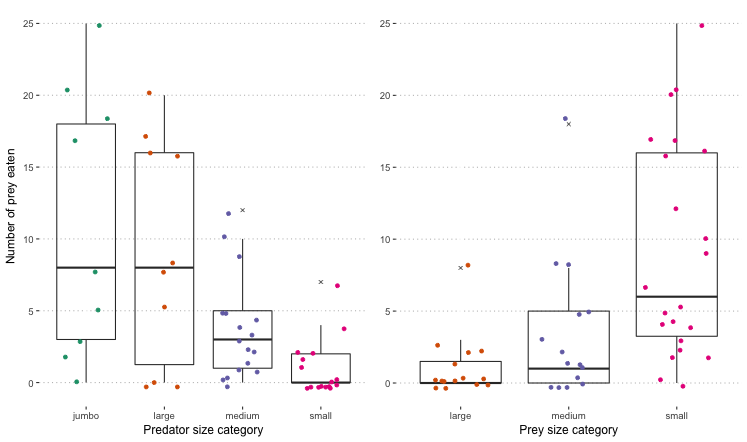 Number of prey eaten
25
20
15
10
5
0
jumbo large medium small
Predator size category
25
20
15
10
5
0
large medium small
Prey size category